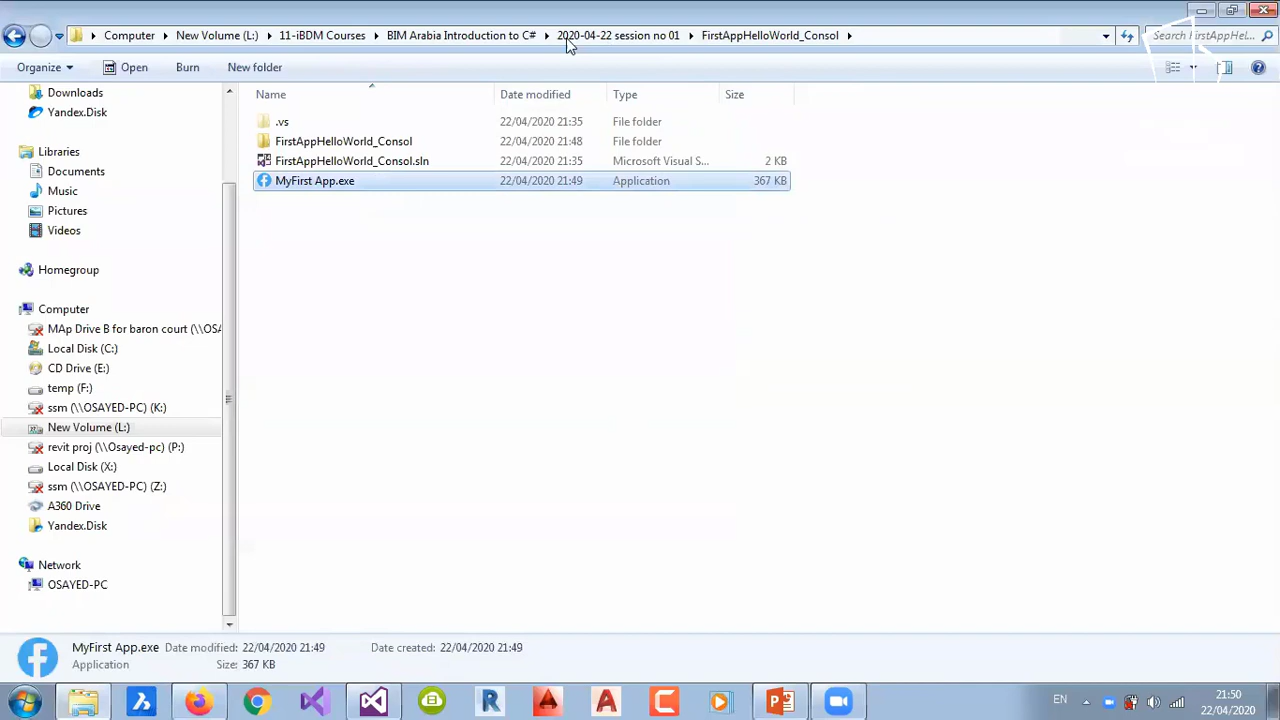 Computer ▸ New Volume (L:) ▸ 11-iBDM Courses ▸ BIM Arabia Introduction to C# ▸ 2020-04-22 session no 01 ▸ FirstAppHelloWorld_Consol ▸
Search FirstAppHel...
Organize Open Burn New folder
Name Date modified Type Size
Downloads
Yandex.Disk
Libraries
Documents
Music
Pictures
Videos
Homegroup
Computer
MAp Drive B for baron court (\\OSA
Local Disk (C:)
CD Drive (E:)
temp (F:)
ssm (\\OSAYED-PC) (K:)
New Volume (L:)
revit proj (\\Osayed-pc) (P:)
Local Disk (X:)
ssm (\\OSAYED-PC) (Z:)
A360 Drive
Yandex.Disk
Network
OSAYED-PC
.vs 22/04/2020 21:35 File folder
FirstAppHelloWorld_Consol 22/04/2020 21:48 File folder
FirstAppHelloWorld_Consol.sln 22/04/2020 21:35 Microsoft Visual S... 2 KB
MyFirst App.exe 22/04/2020 21:49 Application 367 KB
MyFirst App.exe Date modified: 22/04/2020 21:49 Date created: 22/04/2020 21:49
Application Size: 367 KB
EN
21:50
22/04/2020